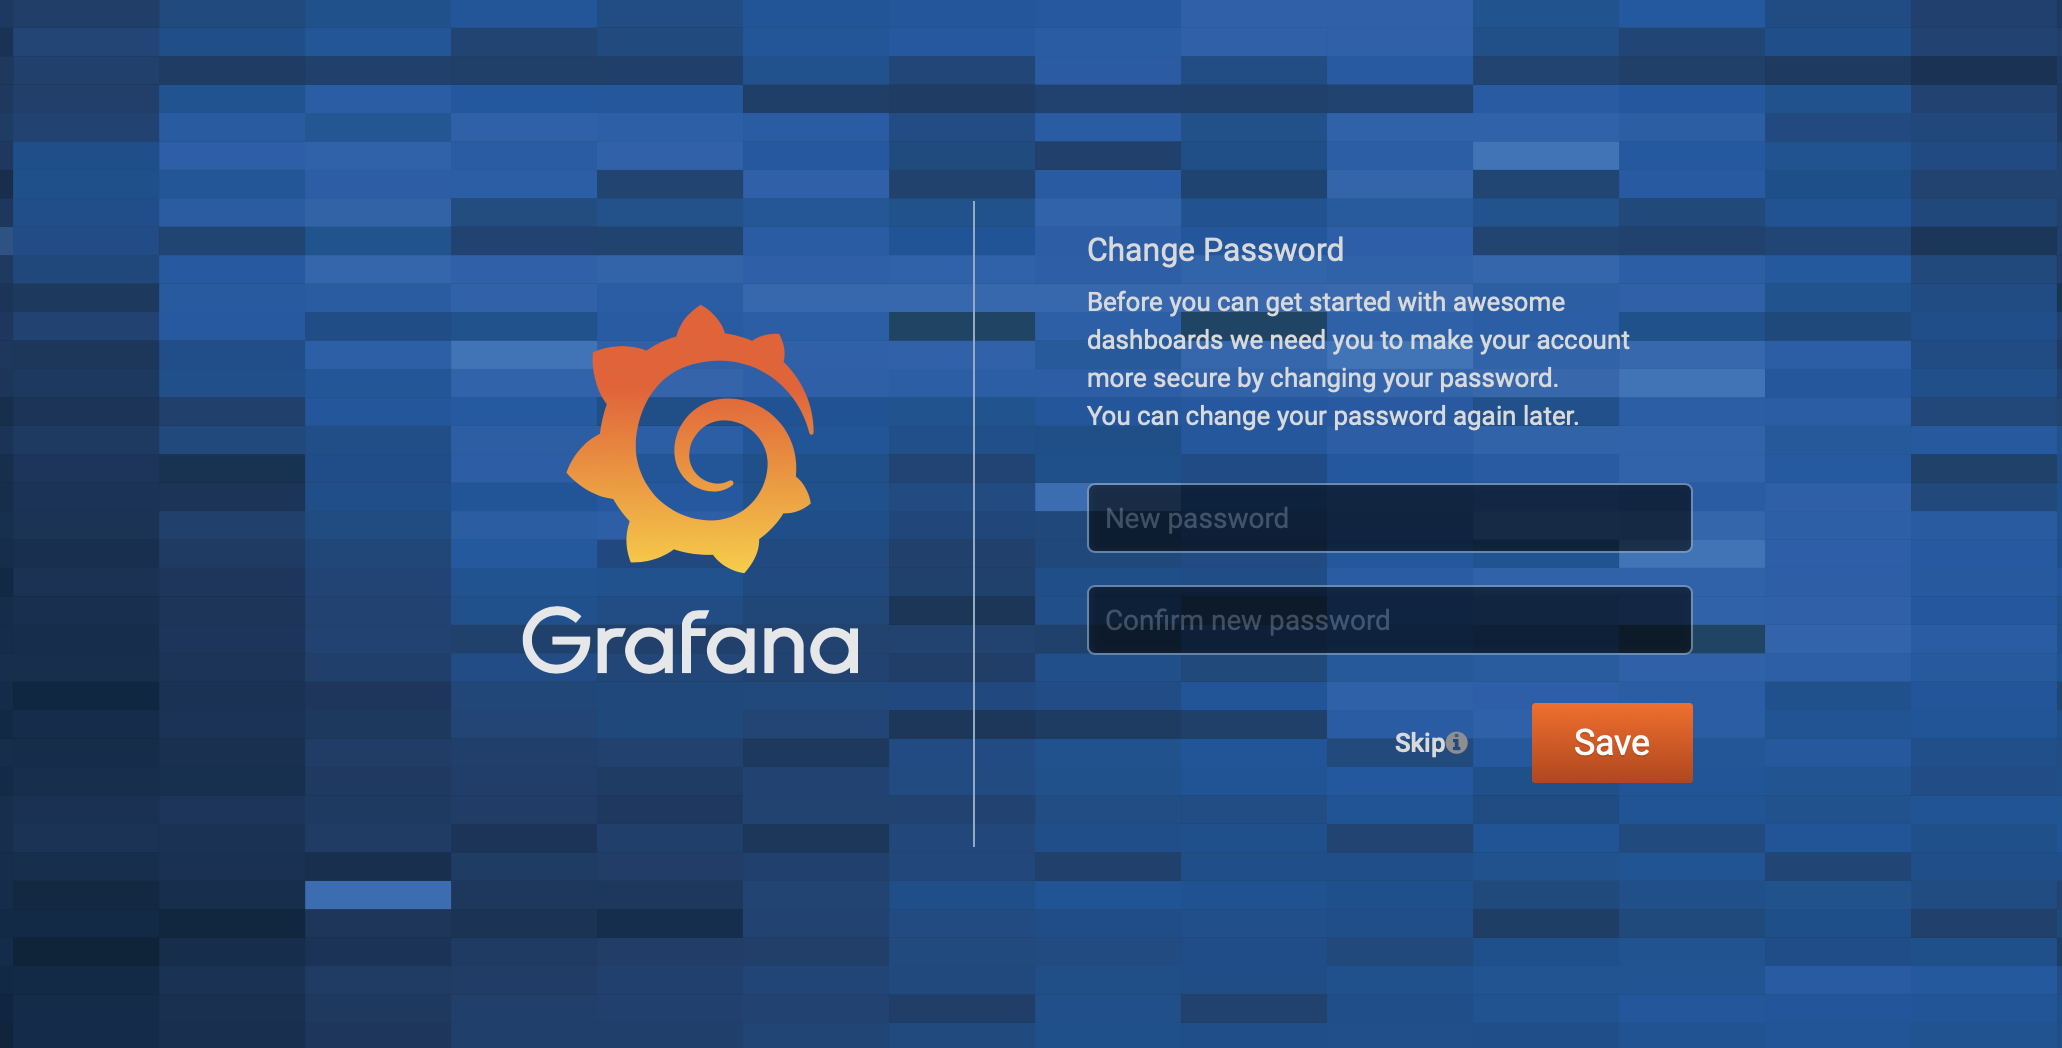 Grafana
Change Password
Before you can get started with awesome
dashboards we need you to make your account
more secure by changing your password.
You can change your password again later.
New password
Confirm new password
Skip
Save